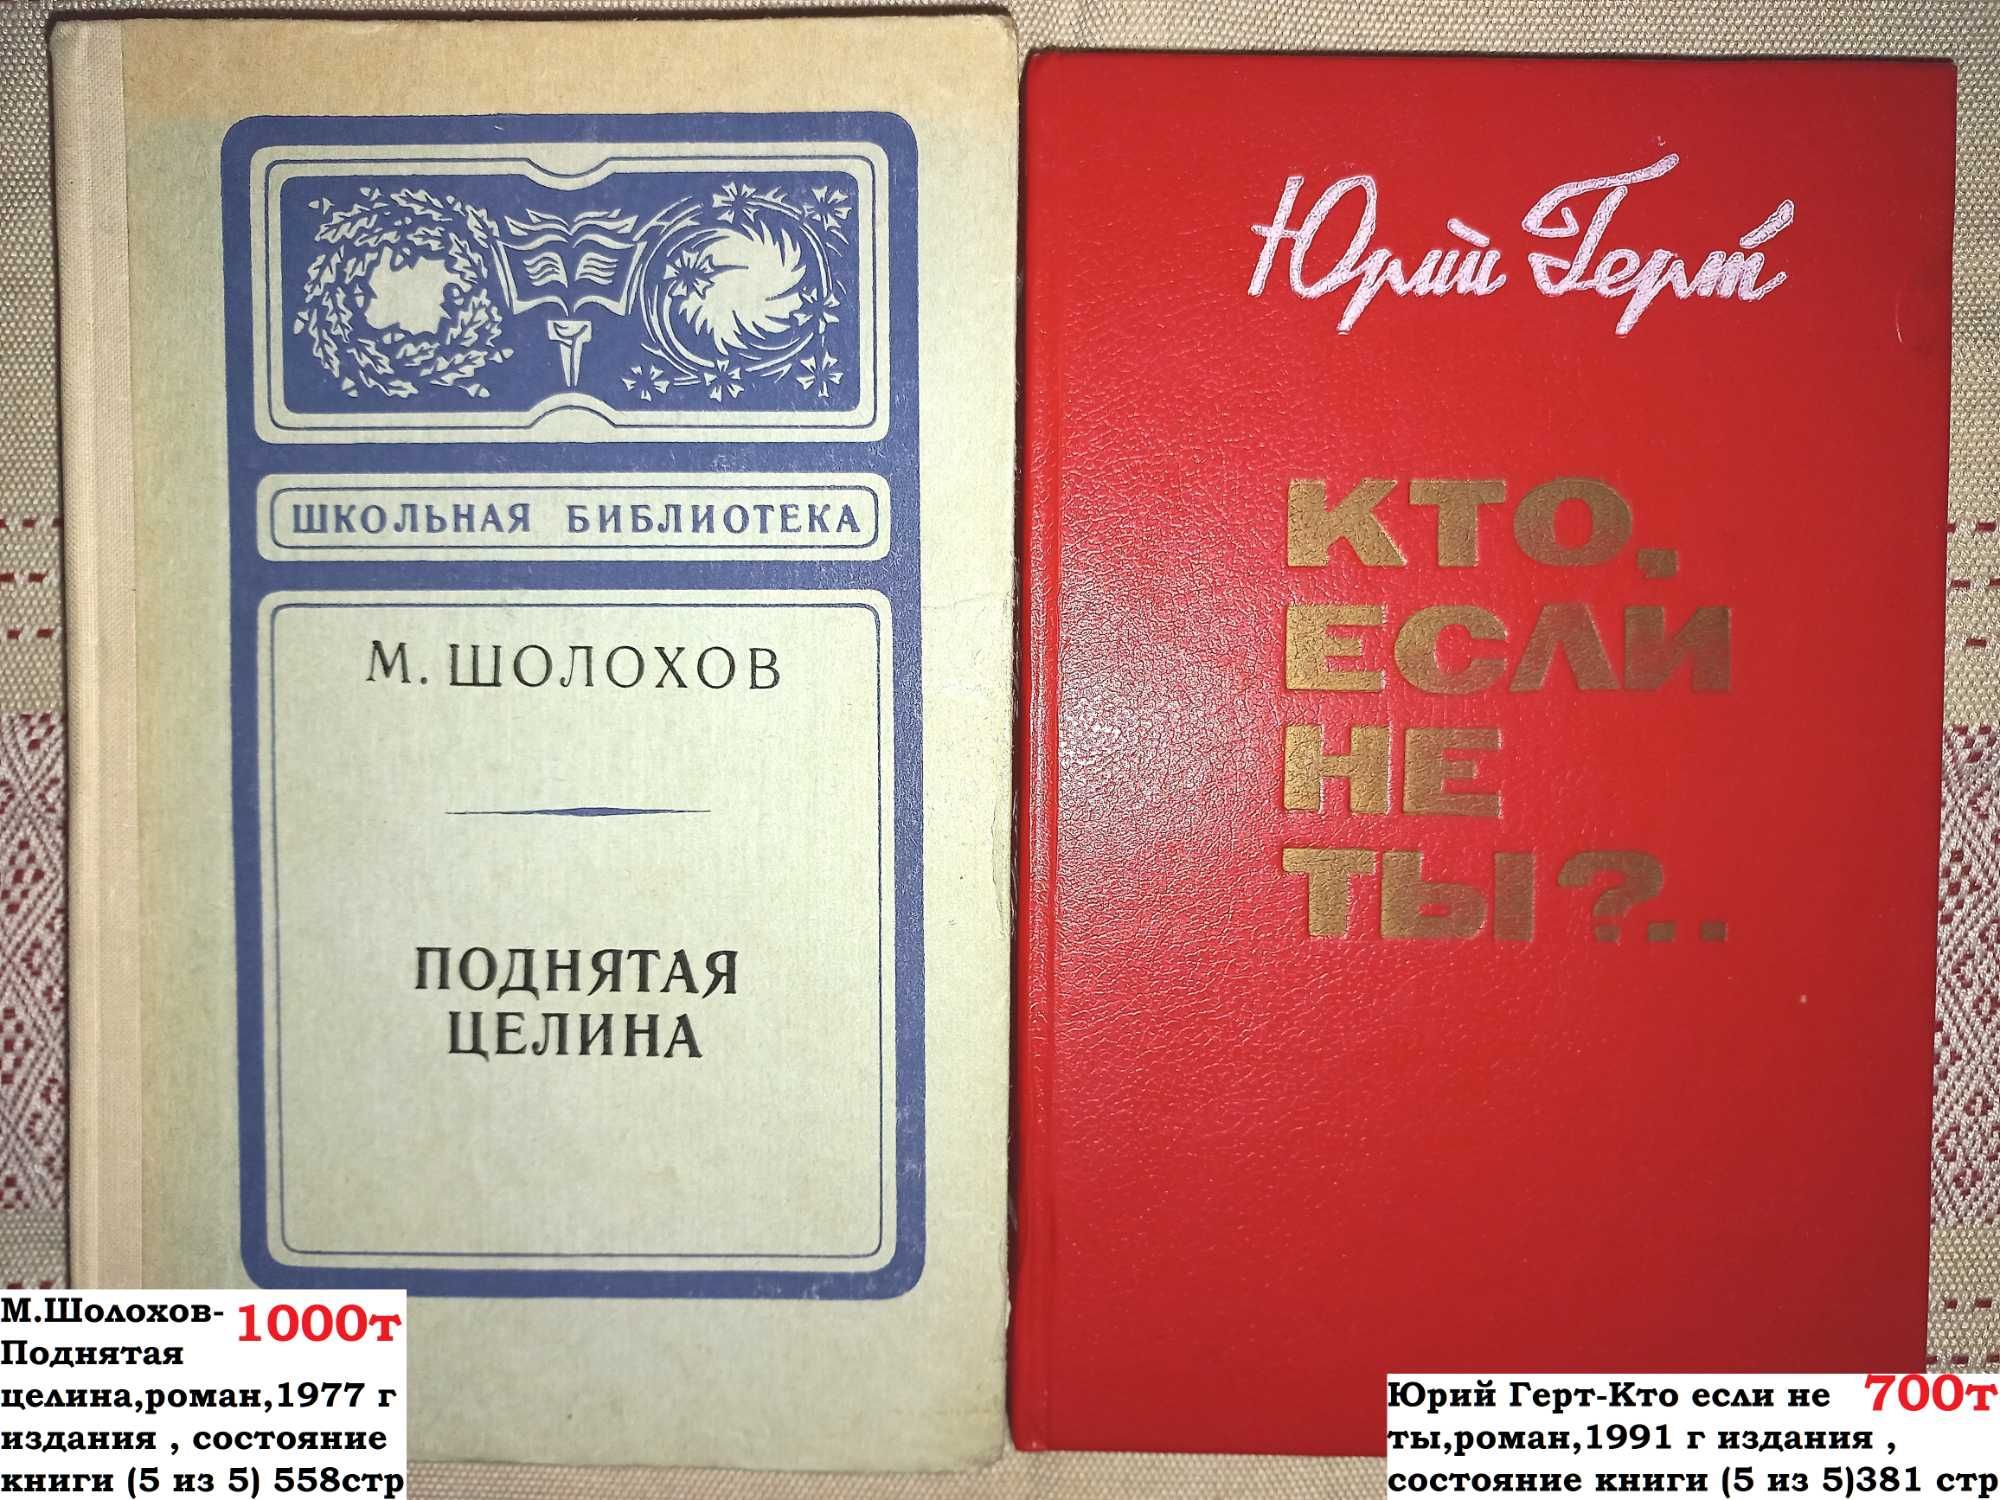 ШКОЛЬНАЯ БИБЛИОТЕКА
М. ШОЛОХОВ
ПОДНЯТАЯ
ЦЕЛИНА
Юрий Герт
КТО,
ЕСЛИ
НЕ
ТЫ?..
М.Шолохов- 1000т
Поднятая
целина,роман,1977 г
издания , состояние
книги (5 из 5) 558стр
Юрий Герт-Кто если не 700т
ты,роман,1991 г издания ,
состояние книги (5 из 5)381 стр